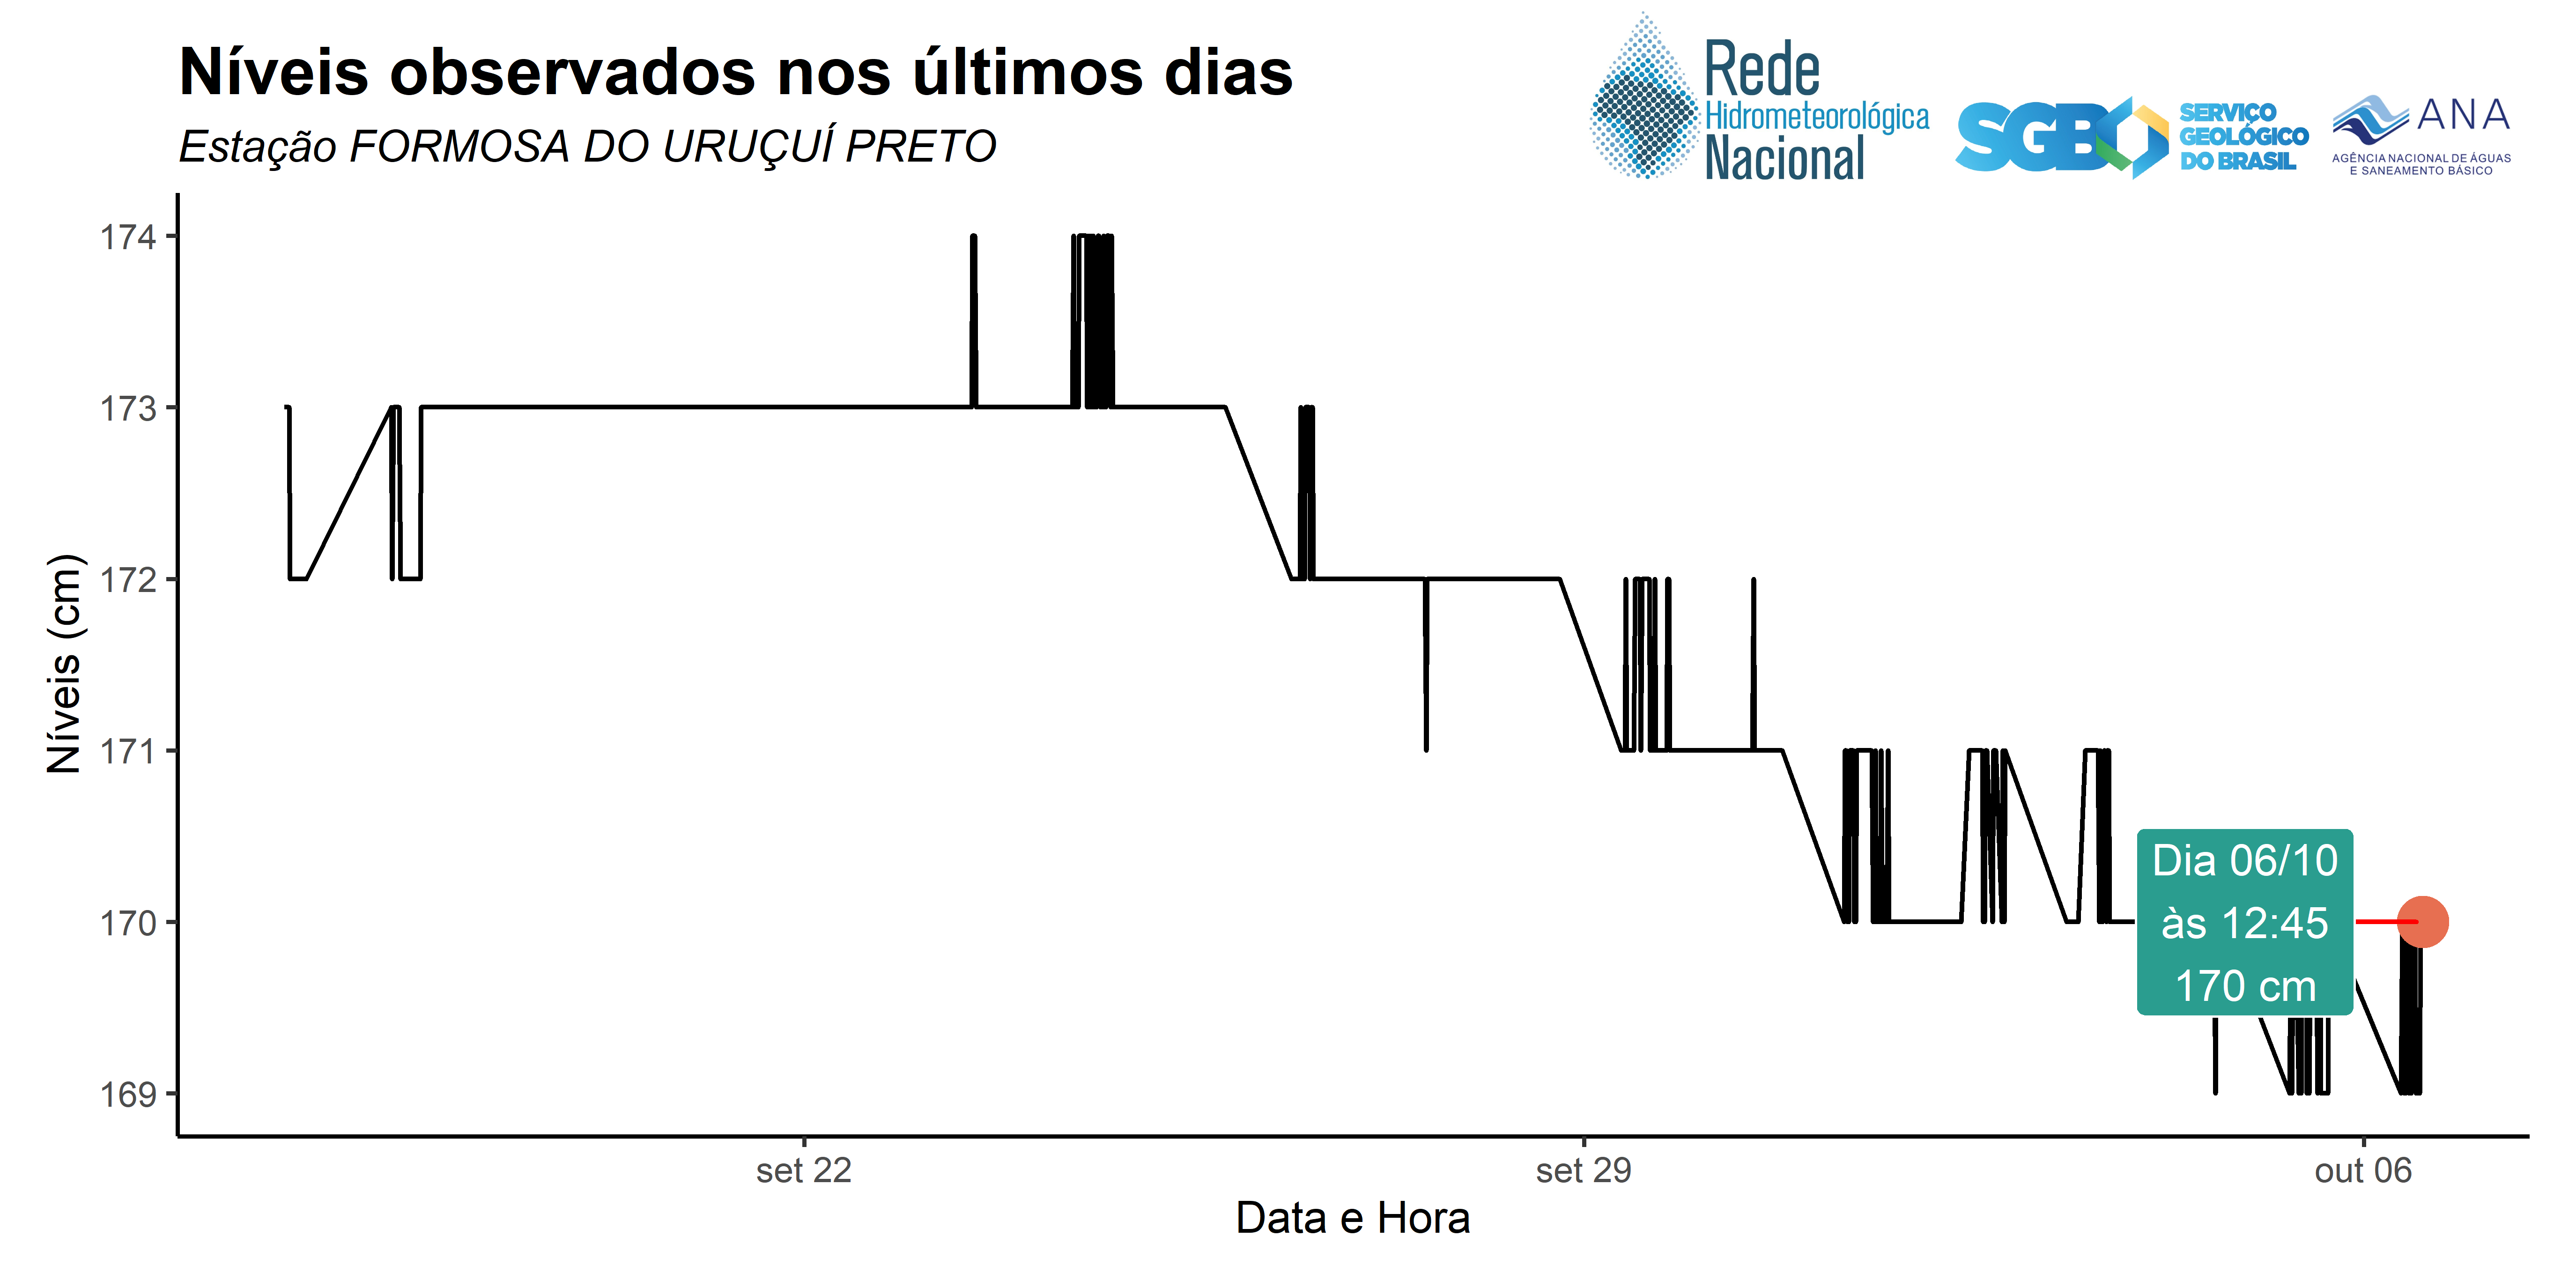 Níveis observados nos últimos dias
Estação FORMOSA DO URUÇUÍ PRETO
Rede
Hidrometeorológica
Nacional
SGB
SERVIÇO
GEOLÓGICO
DO BRASIL
ANA
AGÊNCIA NACIONAL DE ÁGUAS
E SANEAMENTO BÁSICO
174
173
172
171
170
169
Níveis (cm)
Dia 06/10
às 12:45
170 cm
set 22
set 29
out 06
Data e Hora